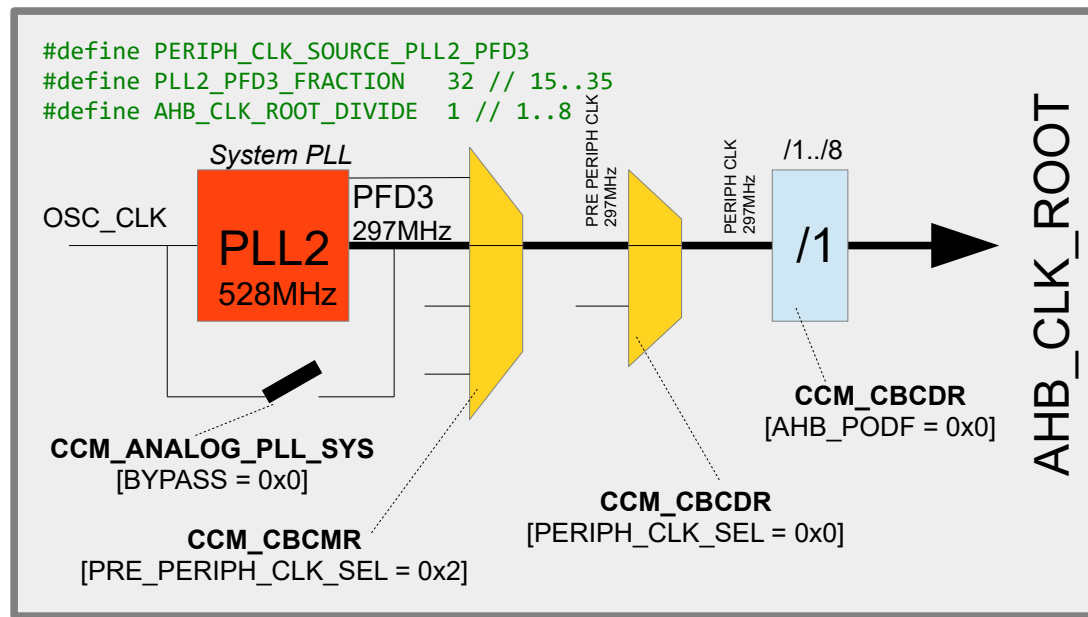 #define PERIPH_CLK_SOURCE_PLL2_PFD3
#define PLL2_PFD3_FRACTION 32 // 15..35
#define AHB_CLK_ROOT_DIVIDE 1 // 1..8
System PLL
OSC_CLK
PLL2
528MHz
PFD3
297MHz
PRE PERIPH CLK
297MHz
PERIPH CLK
297MHz
/1../8
/1
AHB_CLK_ROOT
CCM_ANALOG_PLL_SYS
[BYPASS = 0x0]
CCM_CBCMR
[PRE_PERIPH_CLK_SEL = 0x2]
CCM_CBCDR
[PERIPH_CLK_SEL = 0x0]
CCM_CBCDR
[AHB_PODF = 0x0]